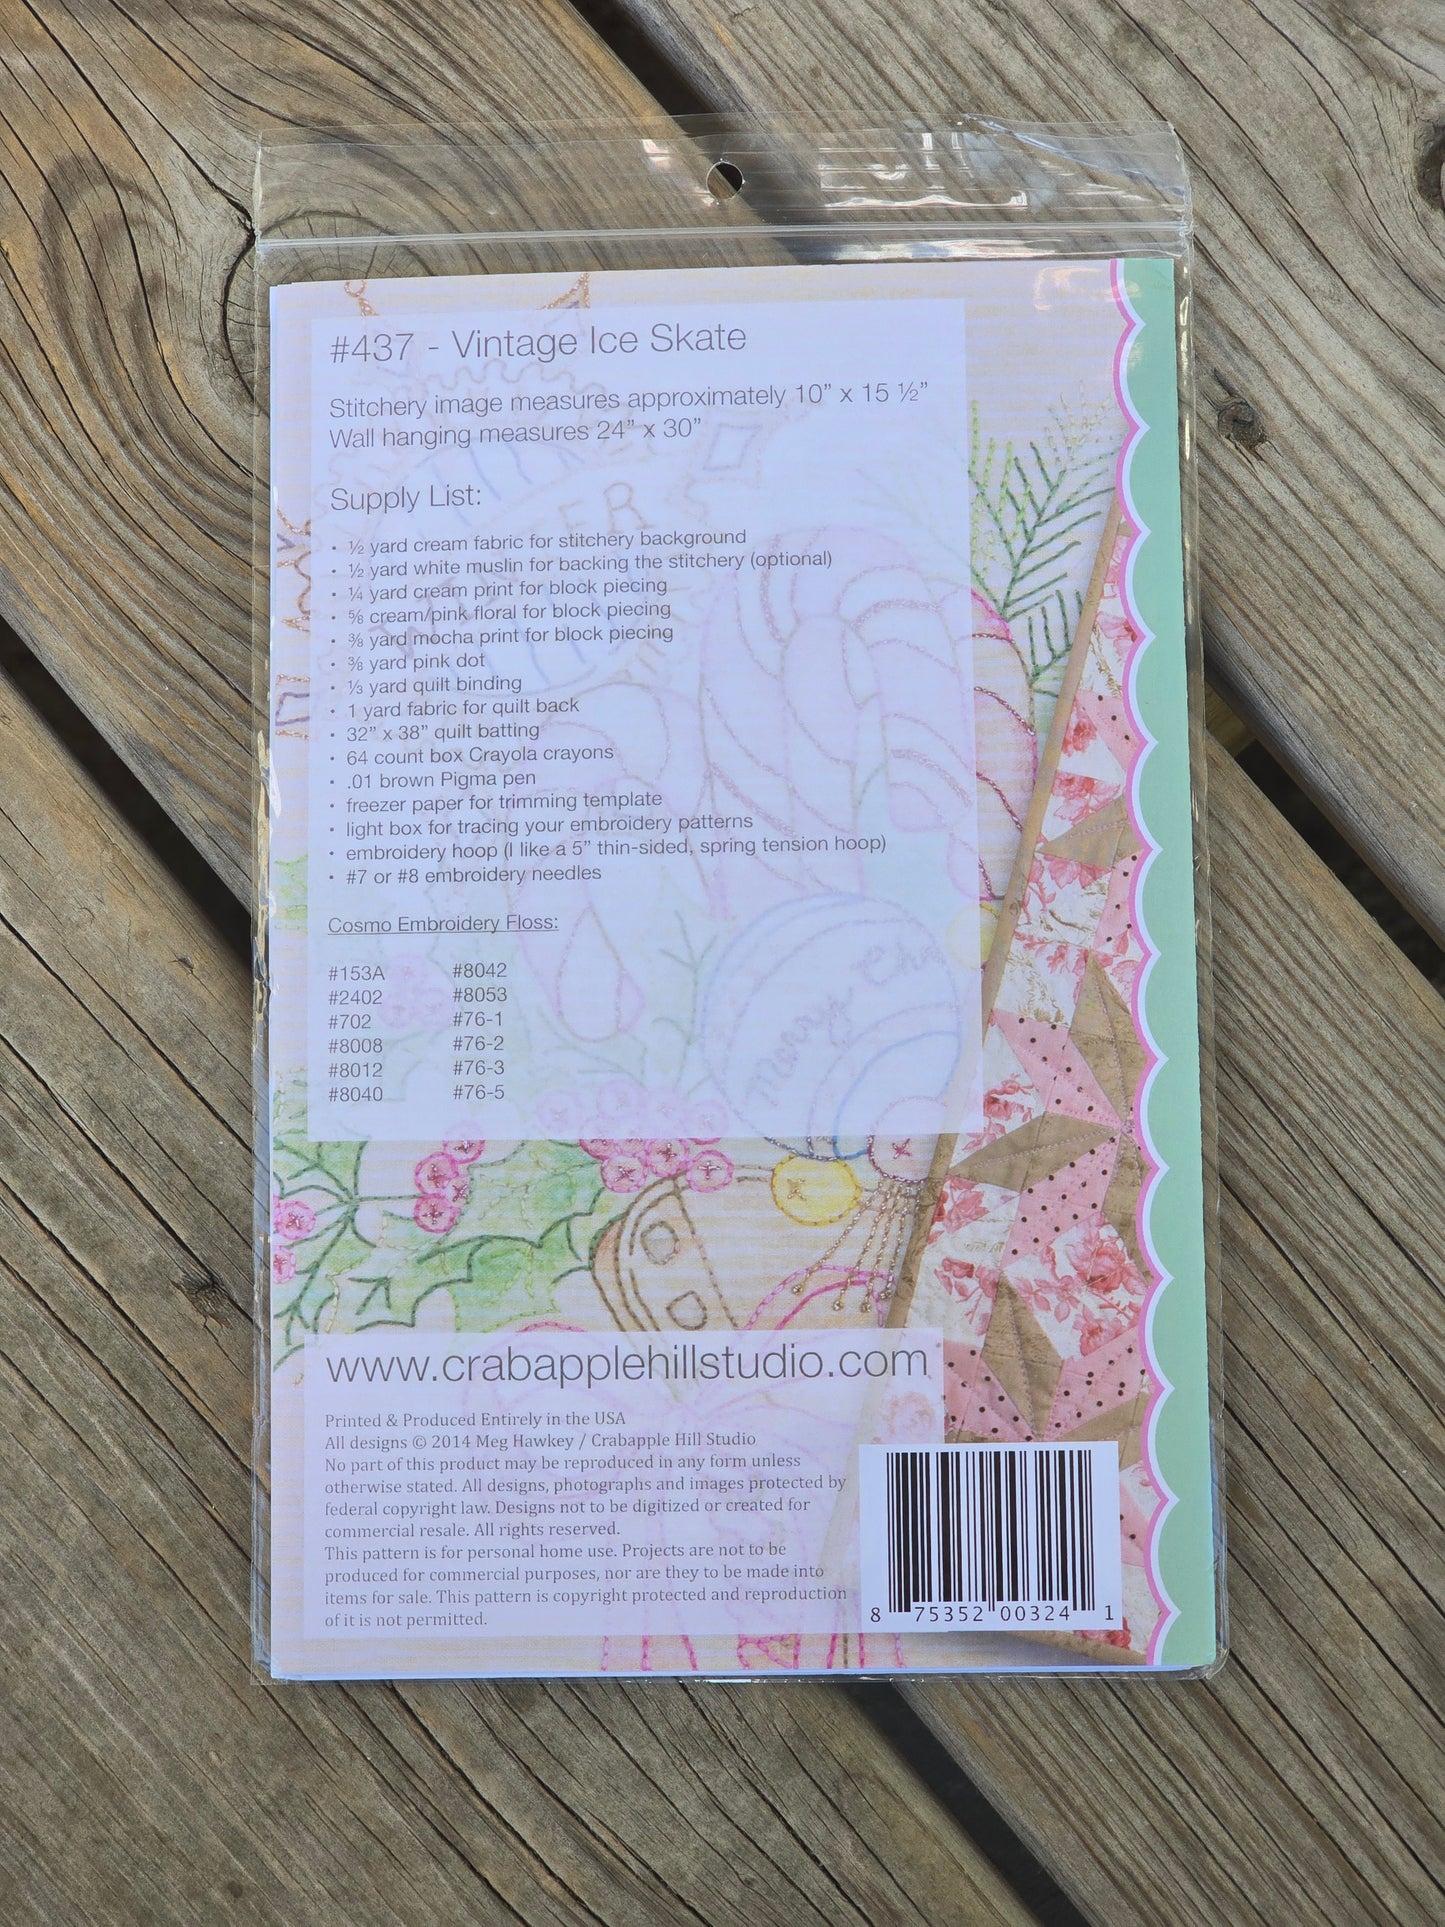 #437 - Vintage Ice Skate
Stitchery image measures approximately 10” x 15 ½”
Wall hanging measures 24” x 30”
Supply List:
• ½ yard cream fabric for stitchery background
• ½ yard white muslin for backing the stitchery (optional)
• ¼ yard cream print for block piecing
• ⅝ cream/pink floral for block piecing
• ⅜ yard mocha print for block piecing
• ⅜ yard pink dot
• ⅓ yard quilt binding
• 1 yard fabric for quilt back
• 32” x 38” quilt batting
• 64 count box Crayola crayons
• .01 brown Pigma pen
• freezer paper for trimming template
• light box for tracing your embroidery patterns
• embroidery hoop (I like a 5” thin-sided, spring tension hoop)
• #7 or #8 embroidery needles
Cosmo Embroidery Floss:
#153A #8042
#2402 #8053
#702 #76-1
#8008 #76-2
#8012 #76-3
#8040 #76-5
WINTER
Merry Chr
www.crabapplehillstudio.com
Printed & Produced Entirely in the USA
All designs © 2014 Meg Hawkey / Crabapple Hill Studio
No part of this product may be reproduced in any form unless
otherwise stated. All designs, photographs and images protected by
federal copyright law. Designs not to be digitized or created for
commercial resale. All rights reserved.
This pattern is for personal home use. Projects are not to be
produced for commercial purposes, nor are they to be made into
items for sale. This pattern is copyright protected and reproduction
of it is not permitted.
8 75352 00324 1